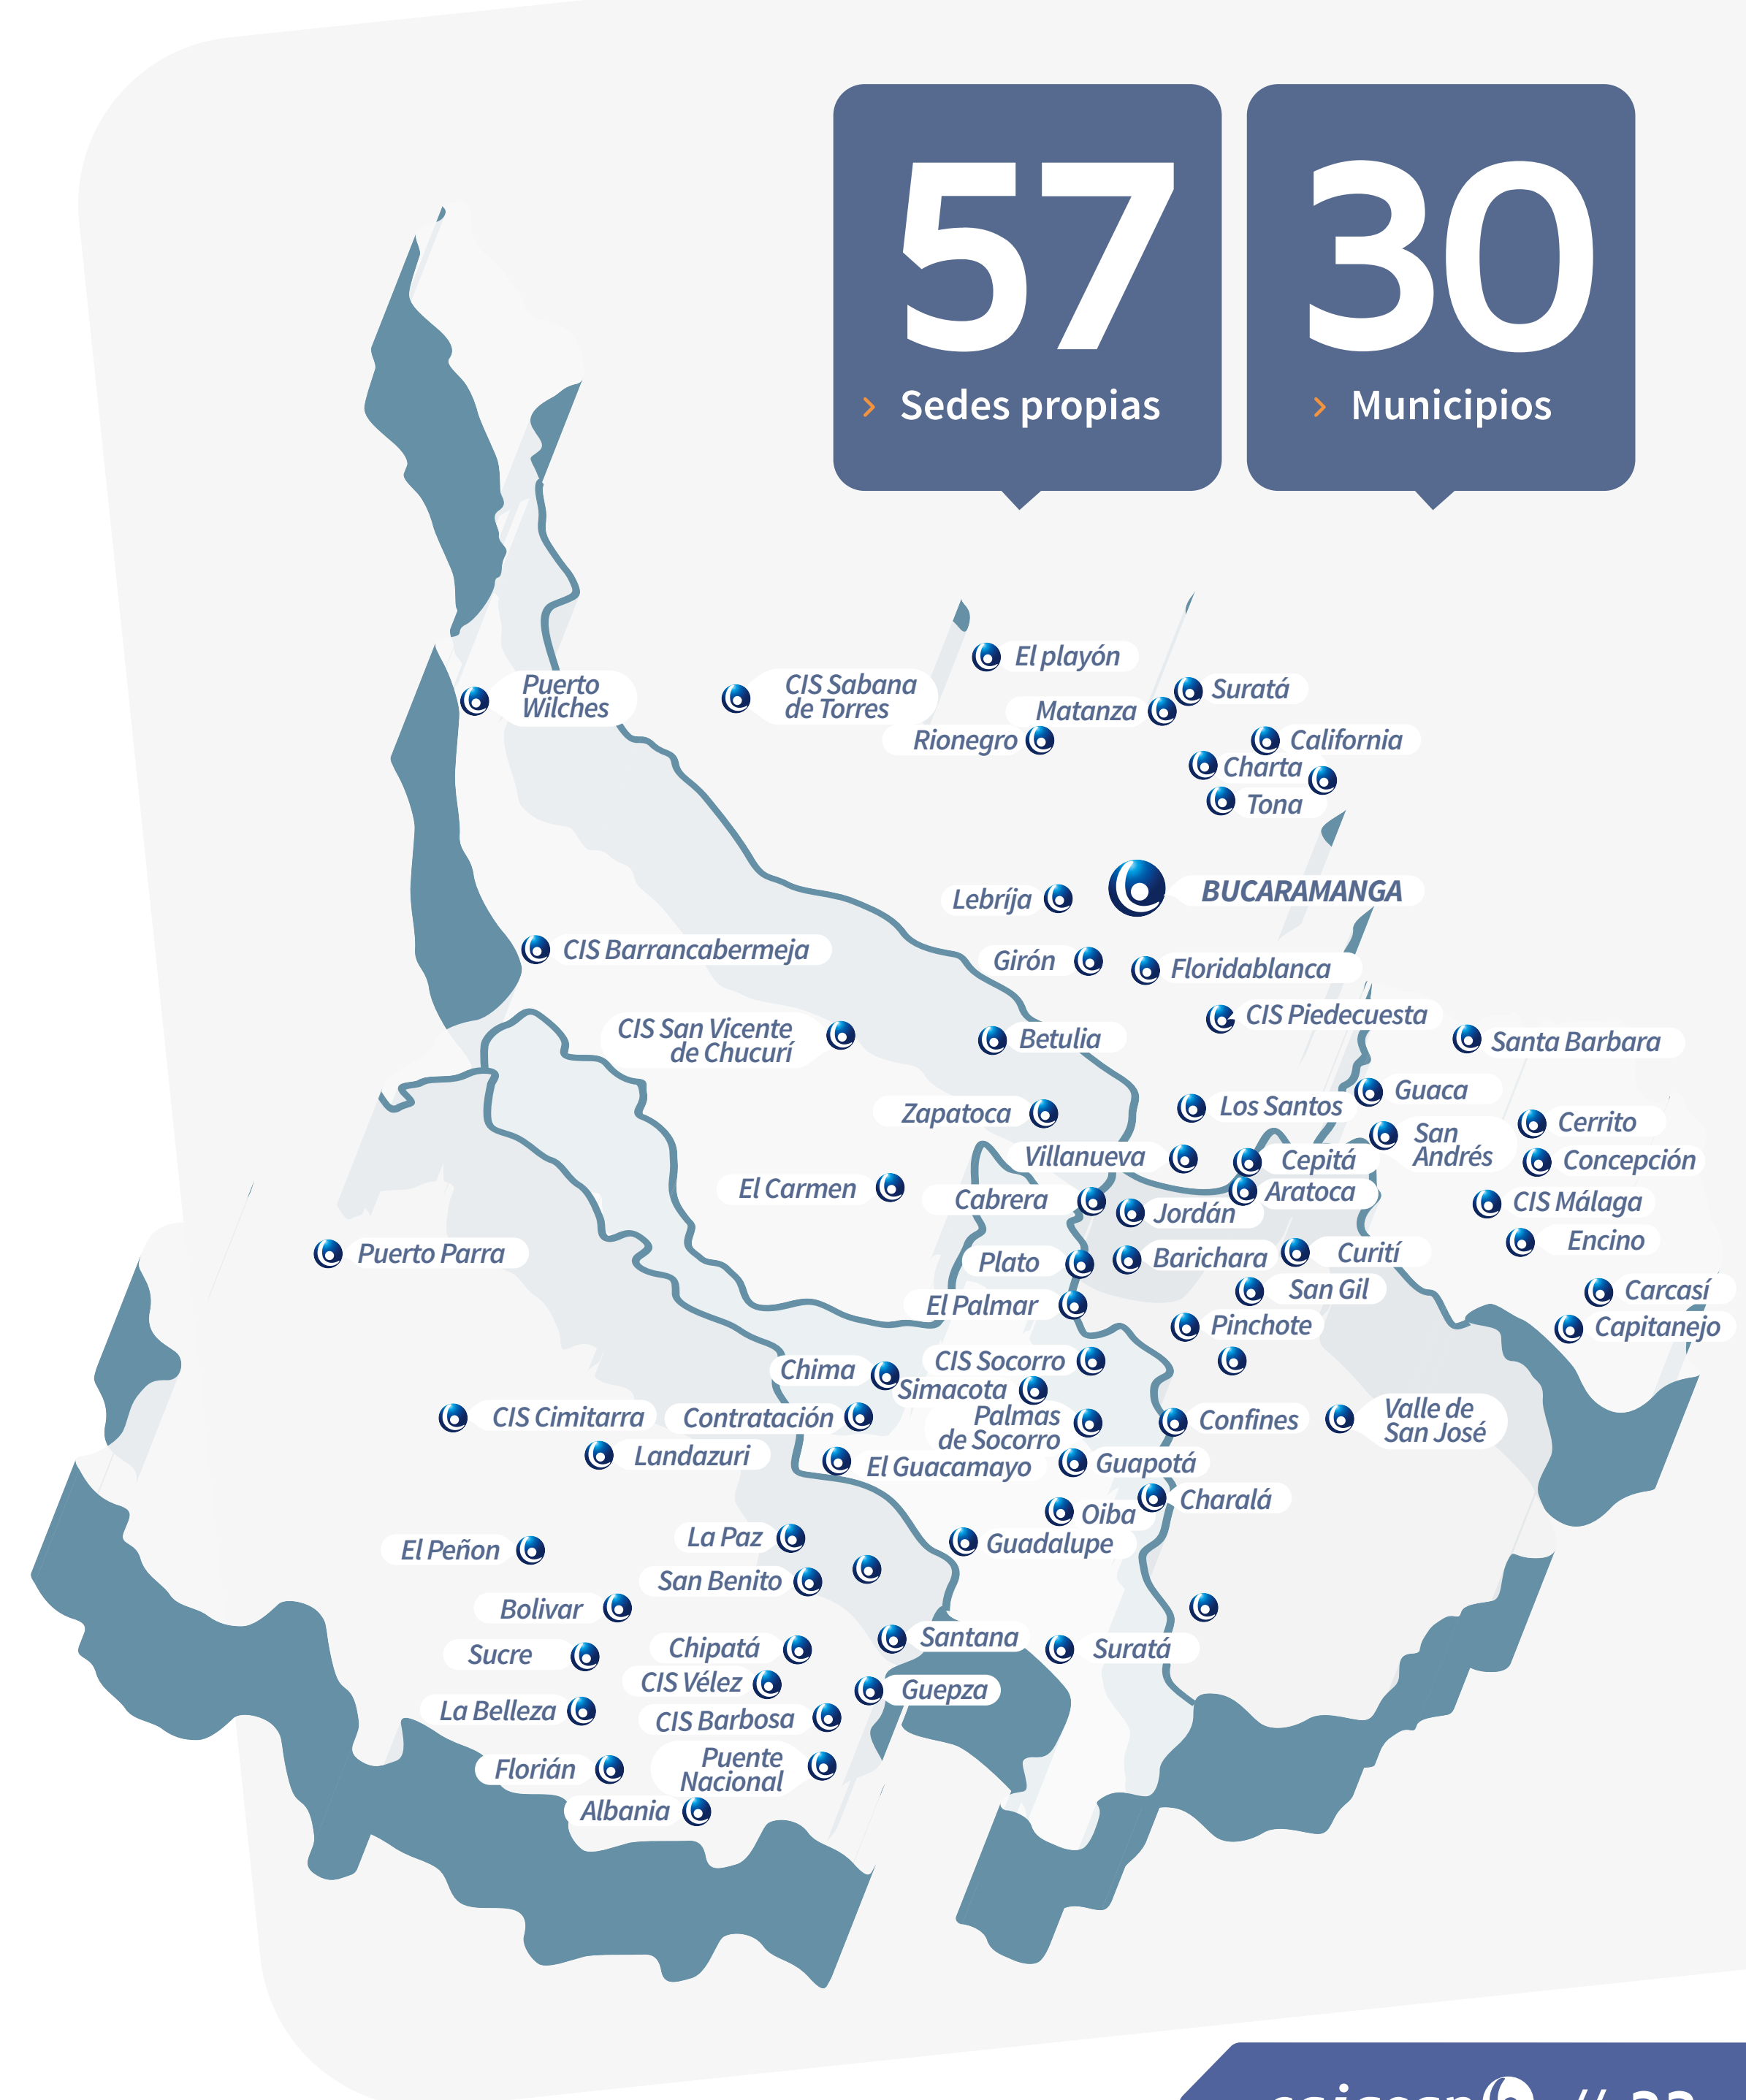 57
30
Sedes propias
Municipios
El playón
Puerto
Wilches
CIS Sabana
de Torres
Suratá
Matanza
Rionegro
California
Charta
Tona
BUCARAMANGA
Lebríja
CIS Barrancabermeja
Girón
Floridablanca
CIS Piedecuesta
CIS San Vicente
de Chucurí
Betulia
Santa Barbara
Guaca
Los Santos
Zapatoca
Cerrito
San
Andrés
Villanueva
Cepitá
Concepción
El Carmen
Aratoca
Cabrera
CIS Málaga
Jordán
Encino
Puerto Parra
Plato
Barichara
Curití
San Gil
Carcasí
El Palmar
Pinchote
Capitanejo
CIS Socorro
Chima
Simacota
CIS Cimitarra
Contratación
Palmas
de Socorro
Confines
Valle de
San José
Landazuri
El Guacamayo
Guapotá
Charalá
Oiba
La Paz
Guadalupe
El Peñon
San Benito
Bolivar
Santana
Suratá
Chipatá
Sucre
CIS Vélez
Guepza
La Belleza
CIS Barbosa
Puente
Nacional
Florián
Albania